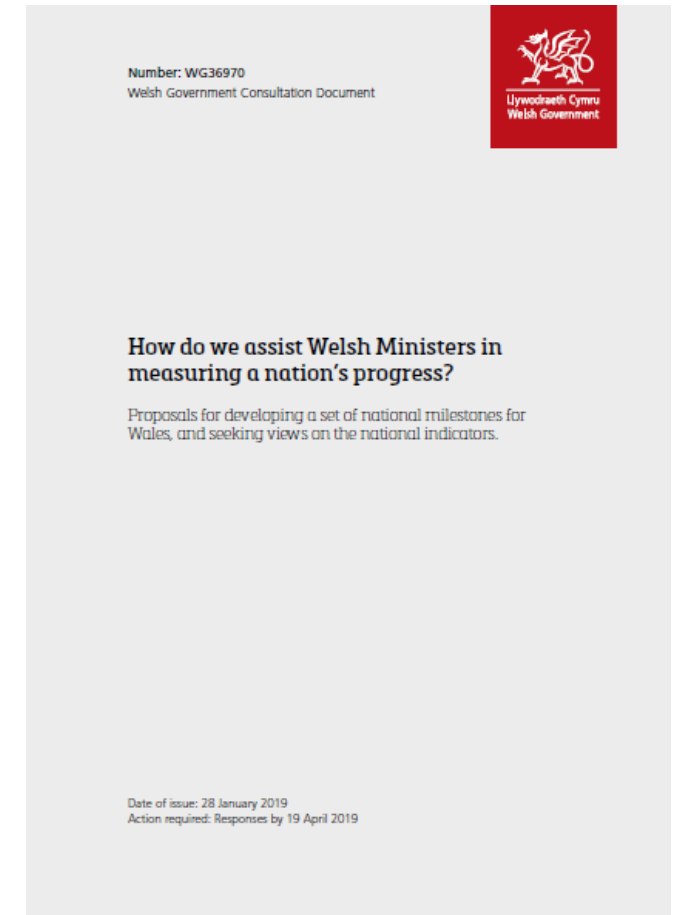 Number: WG36970
Welsh Government Consultation Document
Llywodraeth Cymru
Welsh Government
How do we assist Welsh Ministers in
measuring a nation's progress?
Proposals for developing a set of national milestones for
Wales, and seeking views on the national indicators.
Date of issue: 28 January 2019
Action required: Responses by 19 April 2019